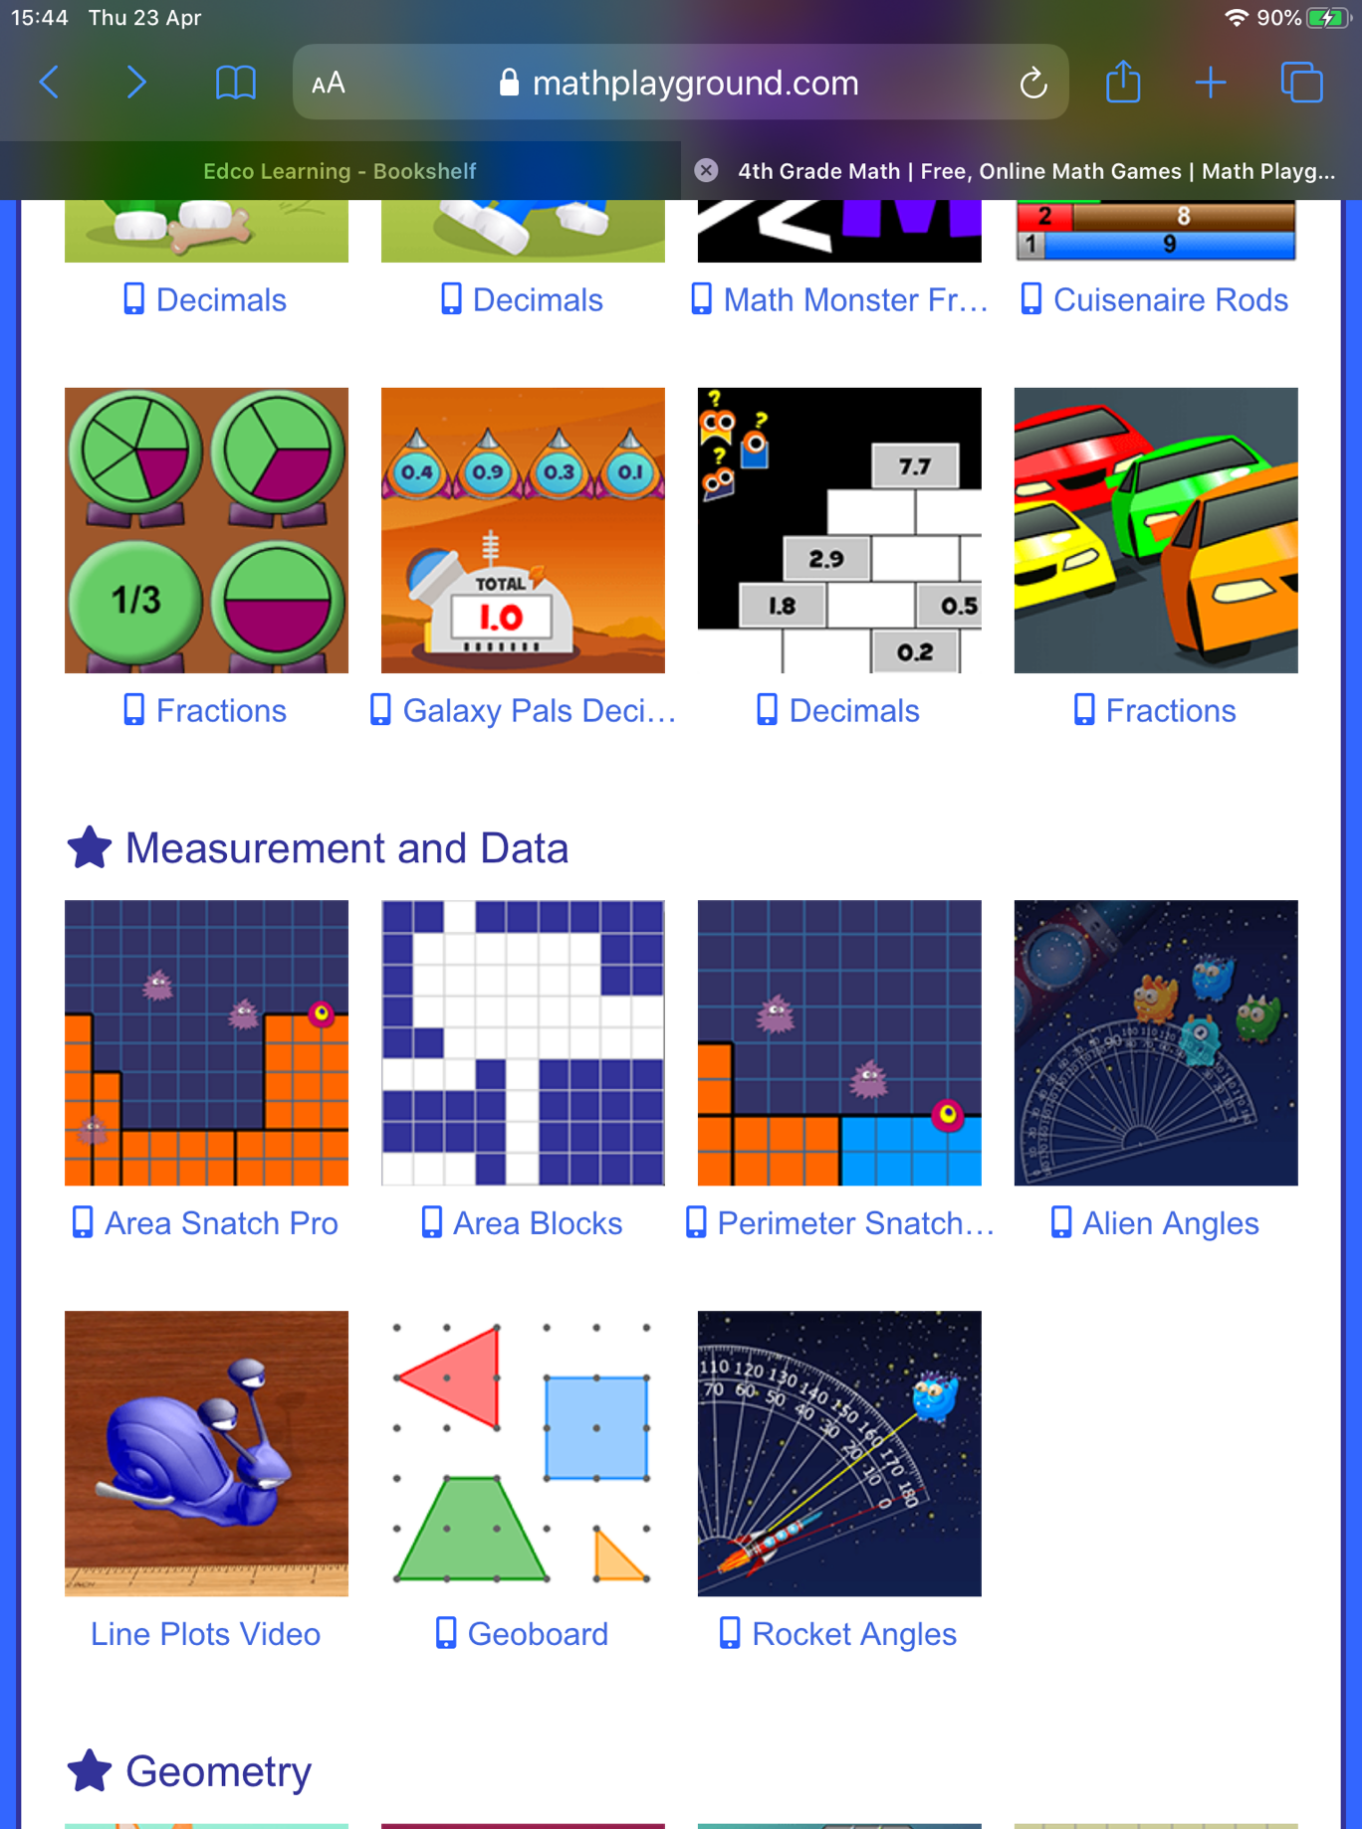 15:44 Thu 23 Apr 90%
AA mathplayground.com
Edco Learning - Bookshelf 4th Grade Math | Free, Online Math Games | Math Playg...
2 8
1 9
Decimals Decimals Math Monster Fr... Cuisenaire Rods
0.4 0.9 0.3 0.1
7.7
2.9
TOTAL
1/3
1.0
1.8 0.5
0.2
Fractions Galaxy Pals Deci... Decimals Fractions
Measurement and Data
Area Snatch Pro Area Blocks Perimeter Snatch... Alien Angles
110 120 130 140 150 160 170 180
70 60 50 40 30 20 10 0
INCH
Line Plots Video Geoboard Rocket Angles
Geometry